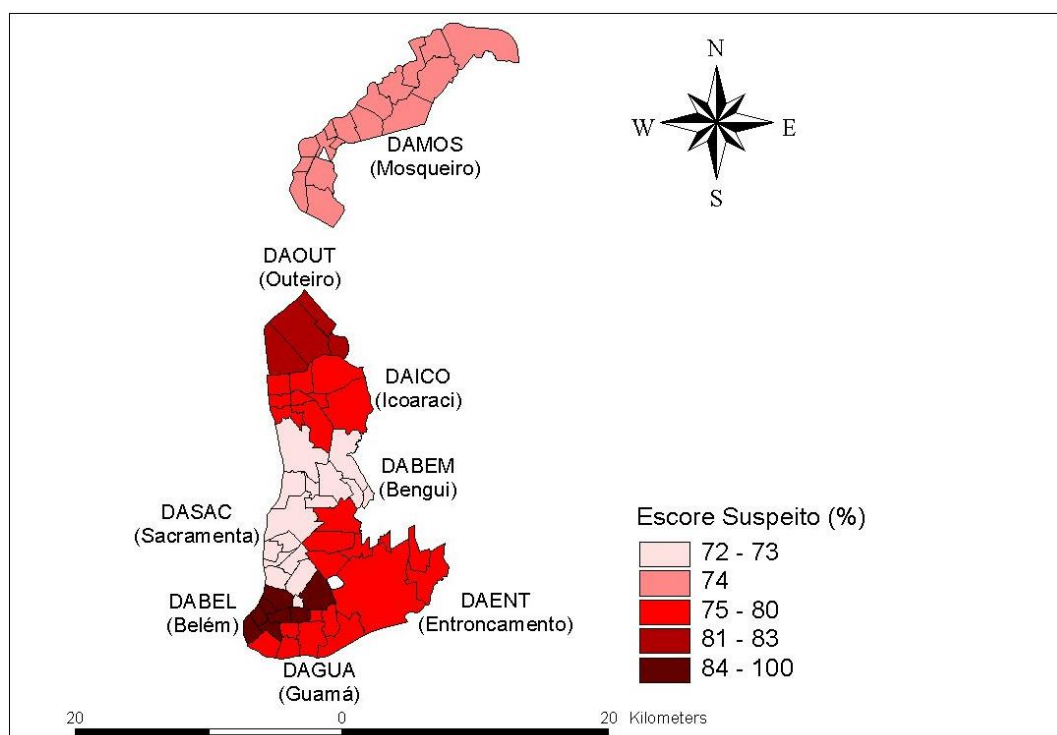 N
W E
S
DAMOS
(Mosqueiro)
DAOUT
(Outeiro)
DAICO
(Icoaraci)
DABEM
(Bengui)
DASAC
(Sacramenta)
DABEL
(Belém)
DAENT
(Entroncamento)
DAGUA
(Guamá)
Escore Suspeito (%)
72 - 73
74
75 - 80
81 - 83
84 - 100
20 0 20 Kilometers